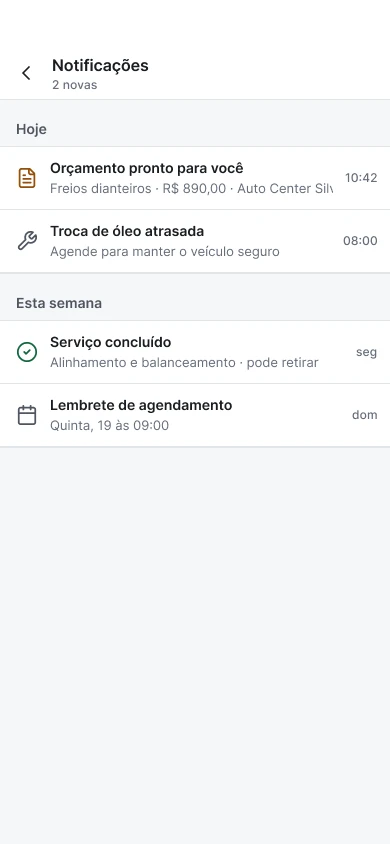 Notificações
2 novas
Hoje
Orçamento pronto para você
Freios dianteiros · R$ 890,00 · Auto Center
10:42
Troca de óleo atrasada
Agende para manter o veículo seguro
08:00
Esta semana
Serviço concluído
Alinhamento e balanceamento · pode retirar
seg
Lembrete de agendamento
Quinta, 19 às 09:00
dom